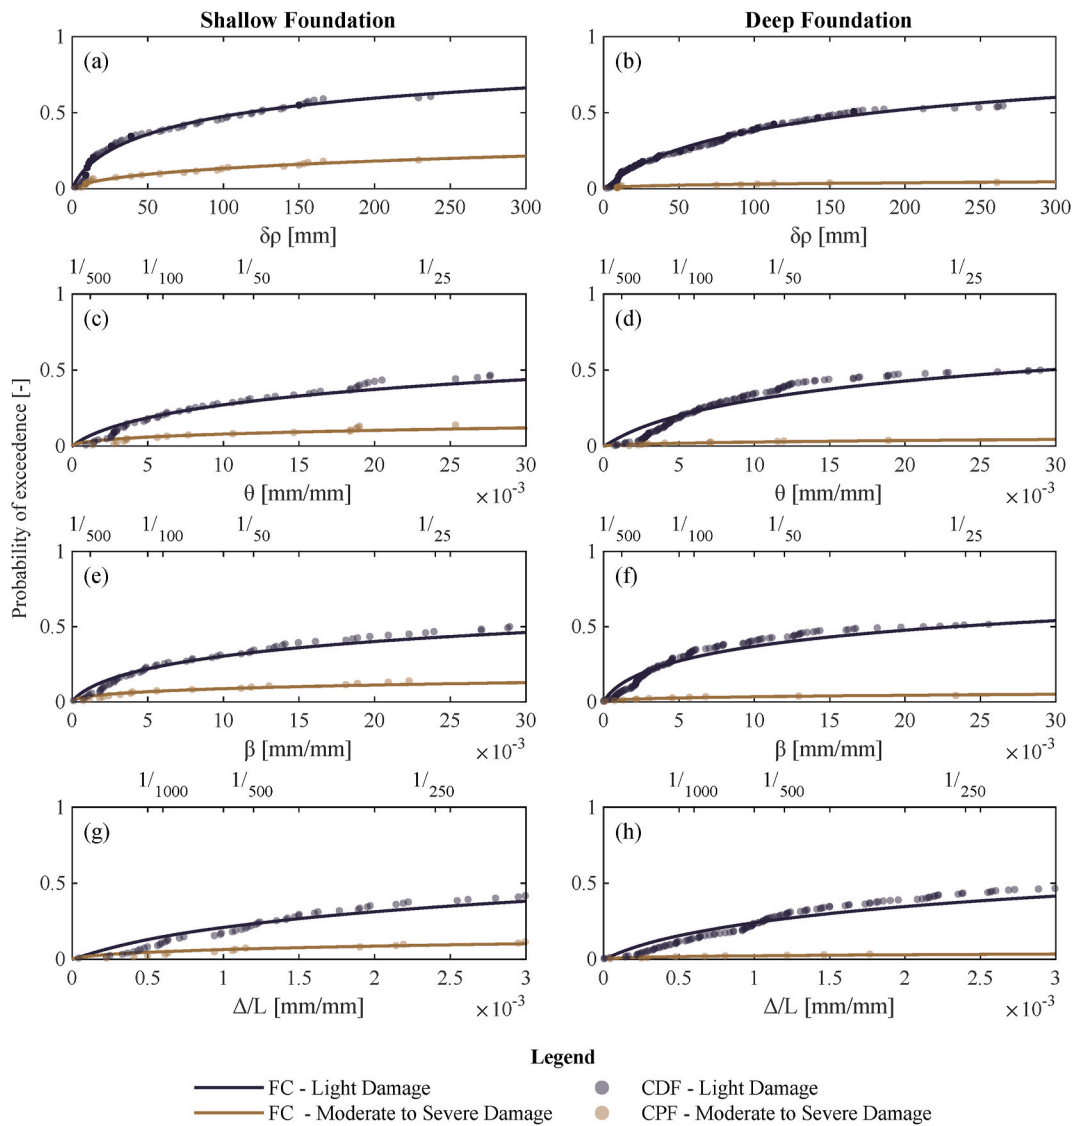 Shallow Foundation
Deep Foundation
Probability of exceedence [-]
1
0.5
0
(a)
0 50 100 150 200 250 300
δρ [mm]
1
0.5
0
(b)
0 50 100 150 200 250 300
δρ [mm]
1/500 1/100 1/50 1/25
1
0.5
0
(c)
0 5 10 15 20 25 30
θ [mm/mm] ×10⁻³
1/500 1/100 1/50 1/25
1
0.5
0
(d)
0 5 10 15 20 25 30
θ [mm/mm] ×10⁻³
1/500 1/100 1/50 1/25
1
0.5
0
(e)
0 5 10 15 20 25 30
β [mm/mm] ×10⁻³
1/500 1/100 1/50 1/25
1
0.5
0
(f)
0 5 10 15 20 25 30
β [mm/mm] ×10⁻³
1/1000 1/500 1/250
1
0.5
0
(g)
0 0.5 1 1.5 2 2.5 3
Δ/L [mm/mm] ×10⁻³
1/1000 1/500 1/250
1
0.5
0
(h)
0 0.5 1 1.5 2 2.5 3
Δ/L [mm/mm] ×10⁻³
Legend
FC - Light Damage
CDF - Light Damage
FC - Moderate to Severe Damage
CPF - Moderate to Severe Damage